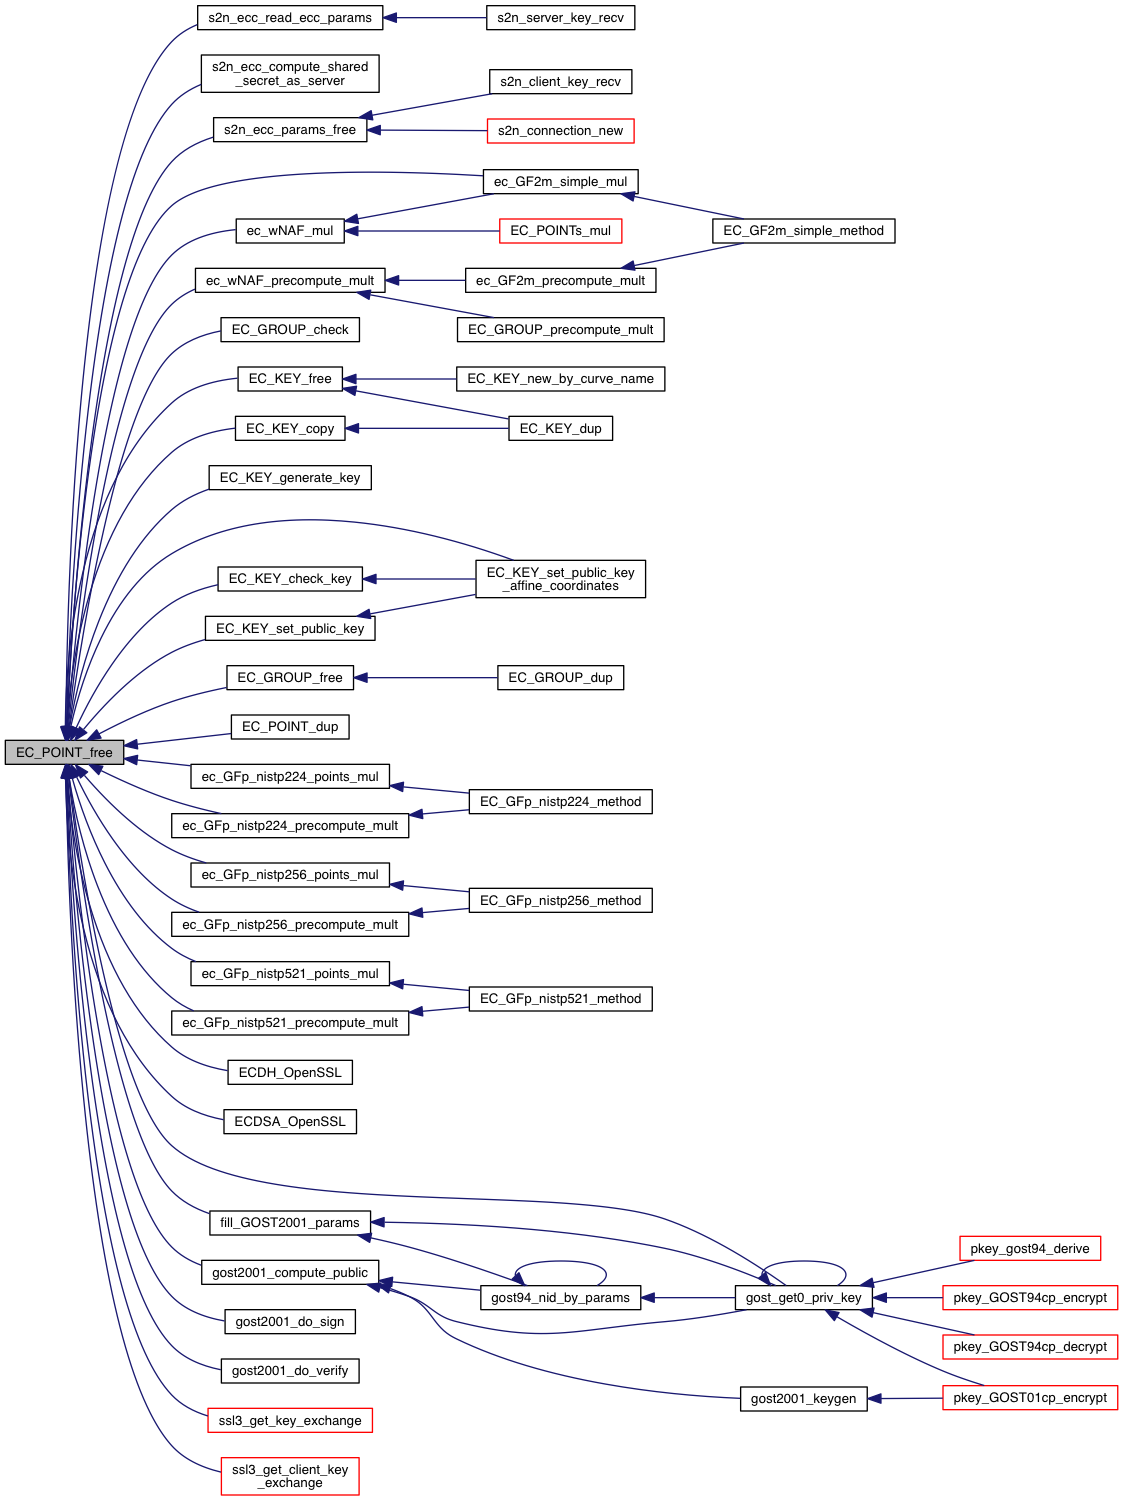 s2n_ecc_read_ecc_params
s2n_server_key_recv
s2n_ecc_compute_shared
_secret_as_server
s2n_client_key_recv
s2n_ecc_params_free
s2n_connection_new
ec_GF2m_simple_mul
ec_wNAF_mul
EC_POINTs_mul
EC_GF2m_simple_method
ec_wNAF_precompute_mult
ec_GF2m_precompute_mult
EC_GROUP_check
EC_GROUP_precompute_mult
EC_KEY_free
EC_KEY_new_by_curve_name
EC_KEY_copy
EC_KEY_dup
EC_KEY_generate_key
EC_KEY_check_key
EC_KEY_set_public_key
_affine_coordinates
EC_KEY_set_public_key
EC_GROUP_free
EC_GROUP_dup
EC_POINT_dup
EC_POINT_free
ec_GFp_nistp224_points_mul
EC_GFp_nistp224_method
ec_GFp_nistp224_precompute_mult
ec_GFp_nistp256_points_mul
EC_GFp_nistp256_method
ec_GFp_nistp256_precompute_mult
ec_GFp_nistp521_points_mul
EC_GFp_nistp521_method
ec_GFp_nistp521_precompute_mult
ECDH_OpenSSL
ECDSA_OpenSSL
fill_GOST2001_params
pkey_gost94_derive
gost2001_compute_public
gost94_nid_by_params
gost_get0_priv_key
pkey_GOST94cp_encrypt
gost2001_do_sign
pkey_GOST94cp_decrypt
gost2001_do_verify
gost2001_keygen
pkey_GOST01cp_encrypt
ssl3_get_key_exchange
ssl3_get_client_key
_exchange